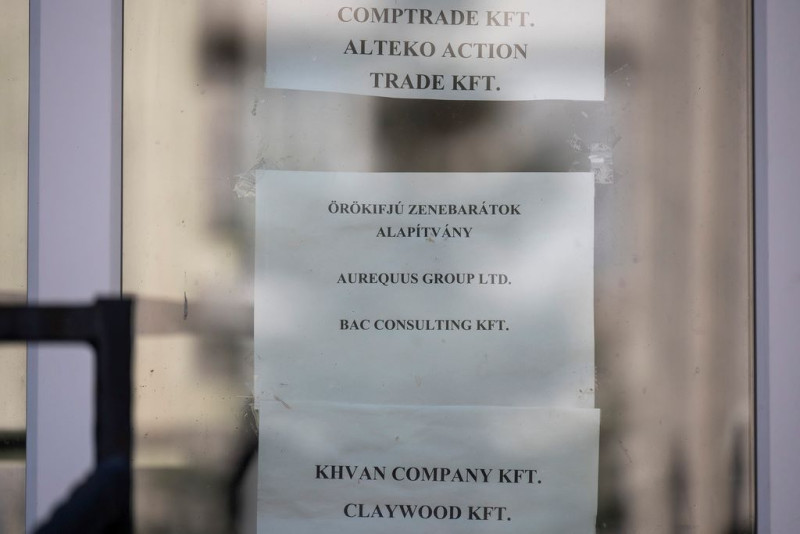 COMPTRADE KFT.
ALTEKO ACTION
TRADE KFT.
ÖRÖKIFJÚ ZENEBARÁTOK
ALAPÍTVÁNY
AUREQUUS GROUP LTD.
BAC CONSULTING KFT.
KHVAN COMPANY KFT.
CLAYWOOD KFT.